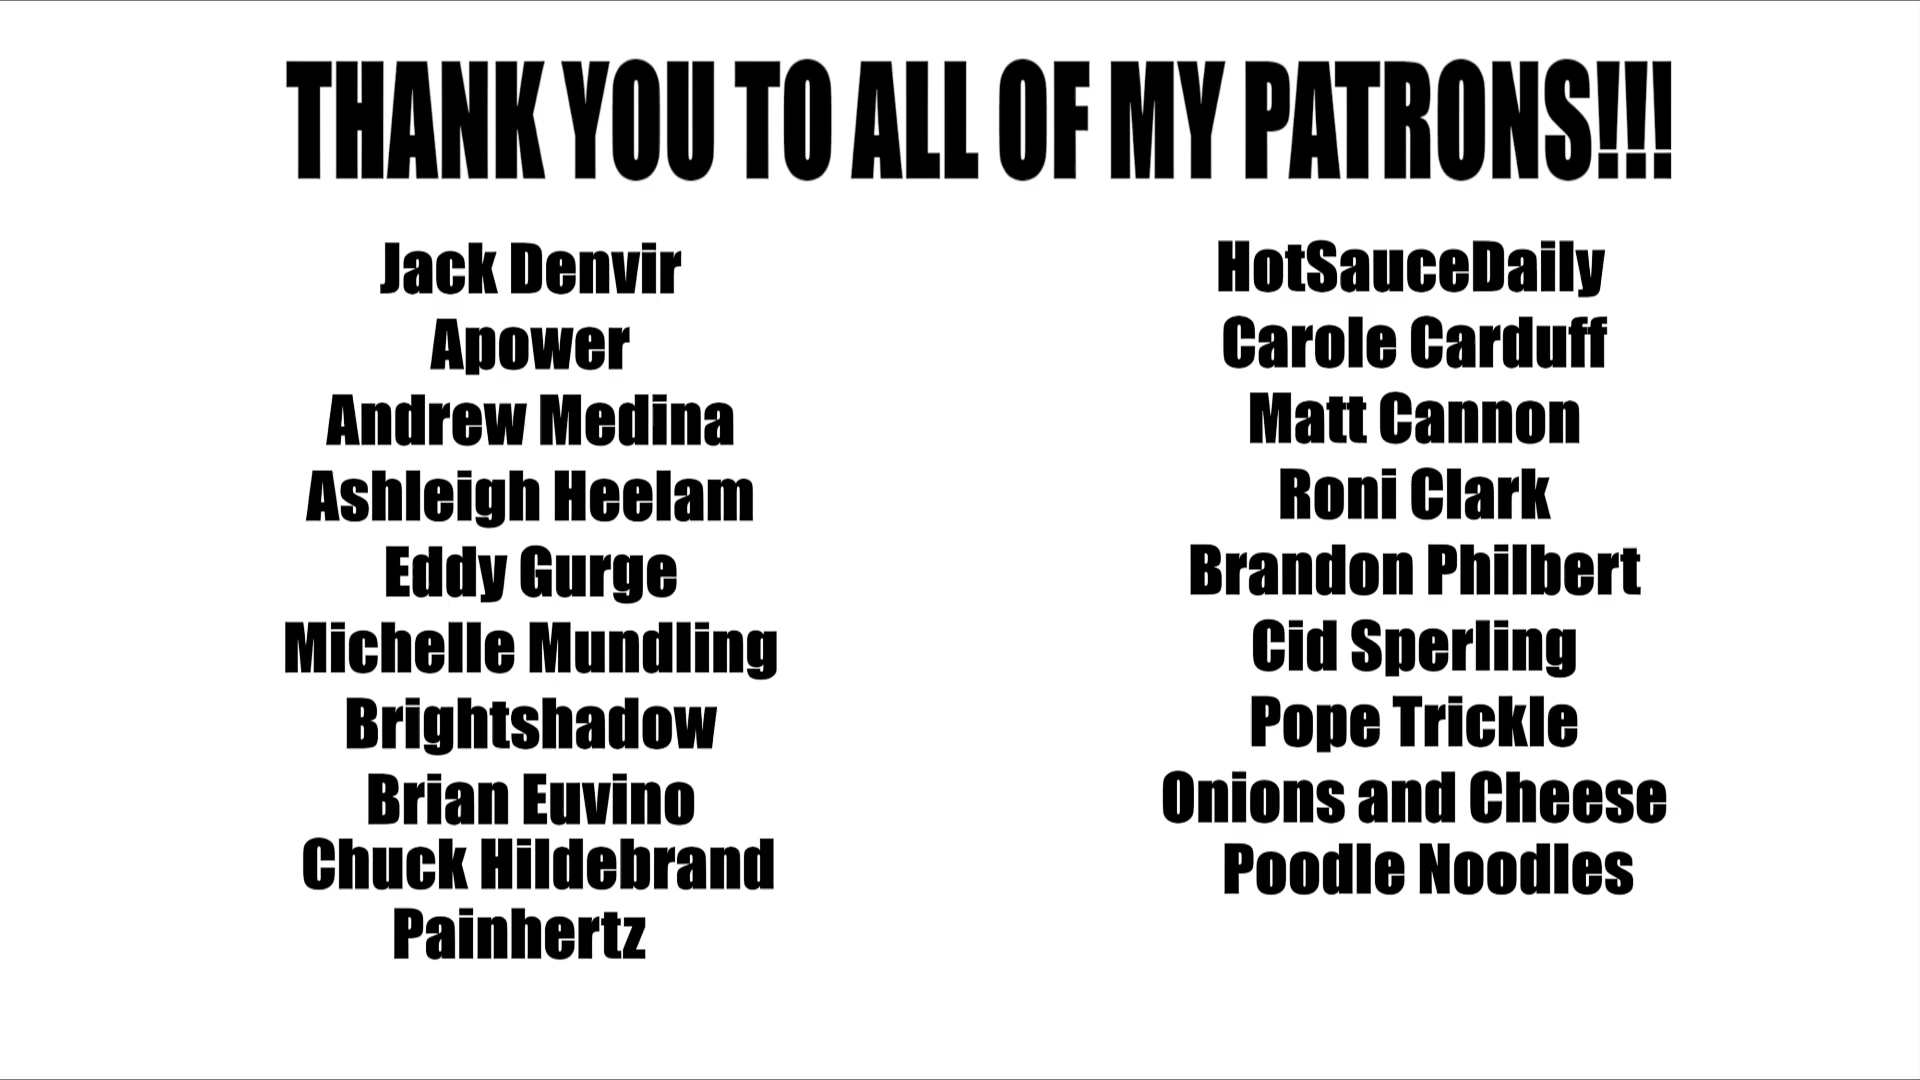 THANK YOU TO ALL OF MY PATRONS!!!
Jack Denvir
Apower
Andrew Medina
Ashleigh Heelam
Eddy Gurge
Michelle Mundling
Brightshadow
Brian Euvino
Chuck Hildebrand
Painhertz
HotSauceDaily
Carole Carduff
Matt Cannon
Roni Clark
Brandon Philbert
Cid Sperling
Pope Trickle
Onions and Cheese
Poodle Noodles